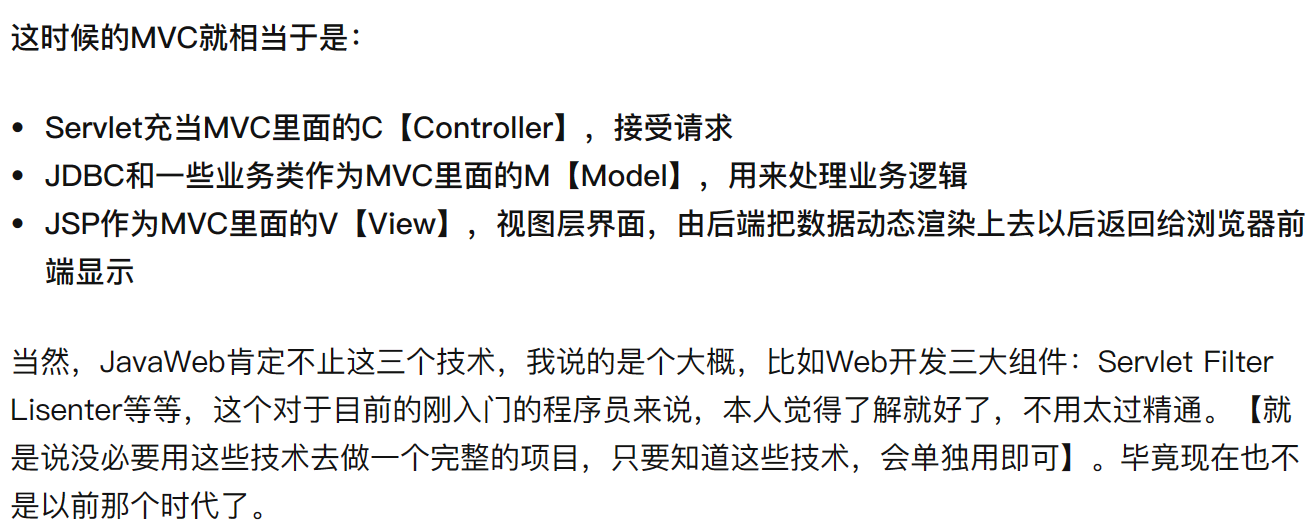 这时候的MVC就相当于是：
• Servlet充当MVC里面的C【Controller】，接受请求
• JDBC和一些业务类作为MVC里面的M【Model】，用来处理业务逻辑
• JSP作为MVC里面的V【View】，视图层界面，由后端把数据动态渲染上去以后返回给浏览器前
端显示
当然，JavaWeb肯定不止这三个技术，我说的是个大概，比如Web开发三大组件：Servlet Filter
Lisenter等等，这个对于目前的刚入门的程序员来说，本人觉得了解就好了，不用太过精通。【就
是说没必要用这些技术去做一个完整的项目，只要知道这些技术，会单独用即可】。毕竟现在也不
是以前那个时代了。